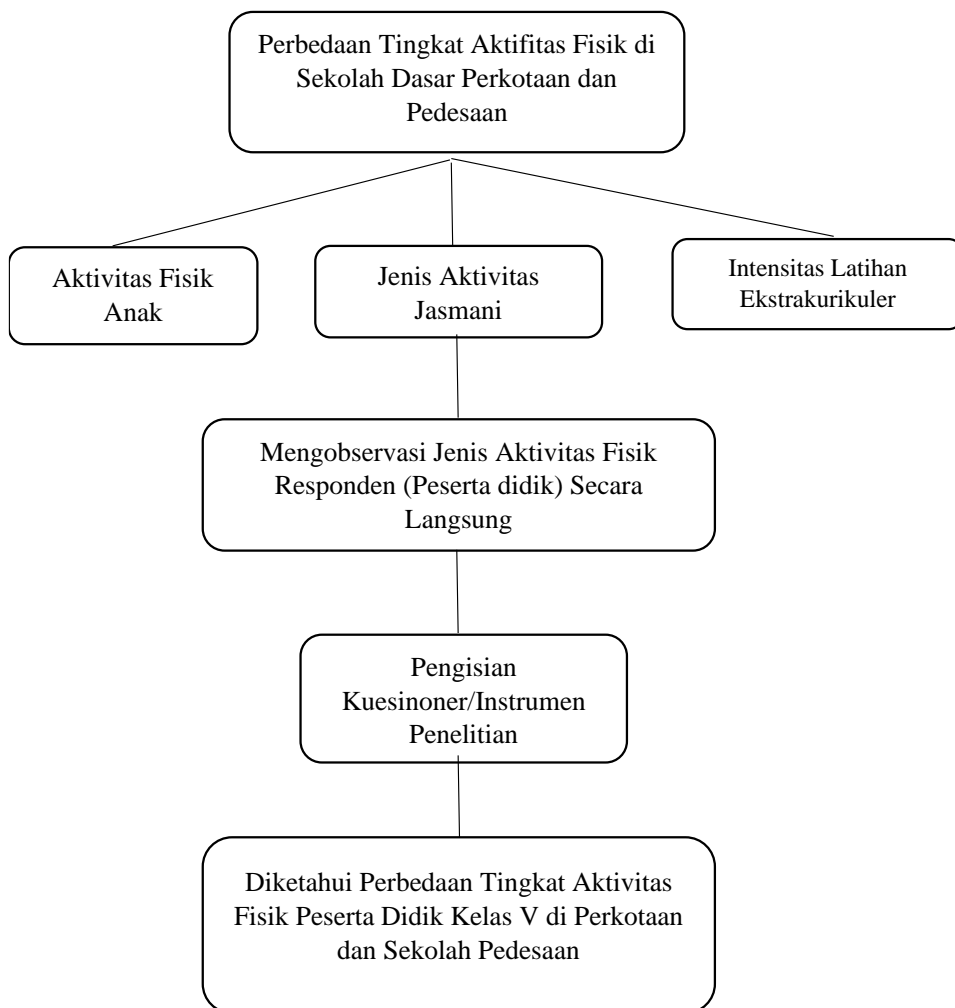 Perbedaan Tingkat Aktifitas Fisik di
Sekolah Dasar Perkotaan dan
Pedesaan
Aktivitas Fisik
Anak
Jenis Aktivitas
Jasmani
Intensitas Latihan
Ekstrakurikuler
Mengobservasi Jenis Aktivitas Fisik
Responden (Peserta didik) Secara
Langsung
Pengisian
Kuesinoner/Instrumen
Penelitian
Diketahui Perbedaan Tingkat Aktivitas
Fisik Peserta Didik Kelas V di Perkotaan
dan Sekolah Pedesaan